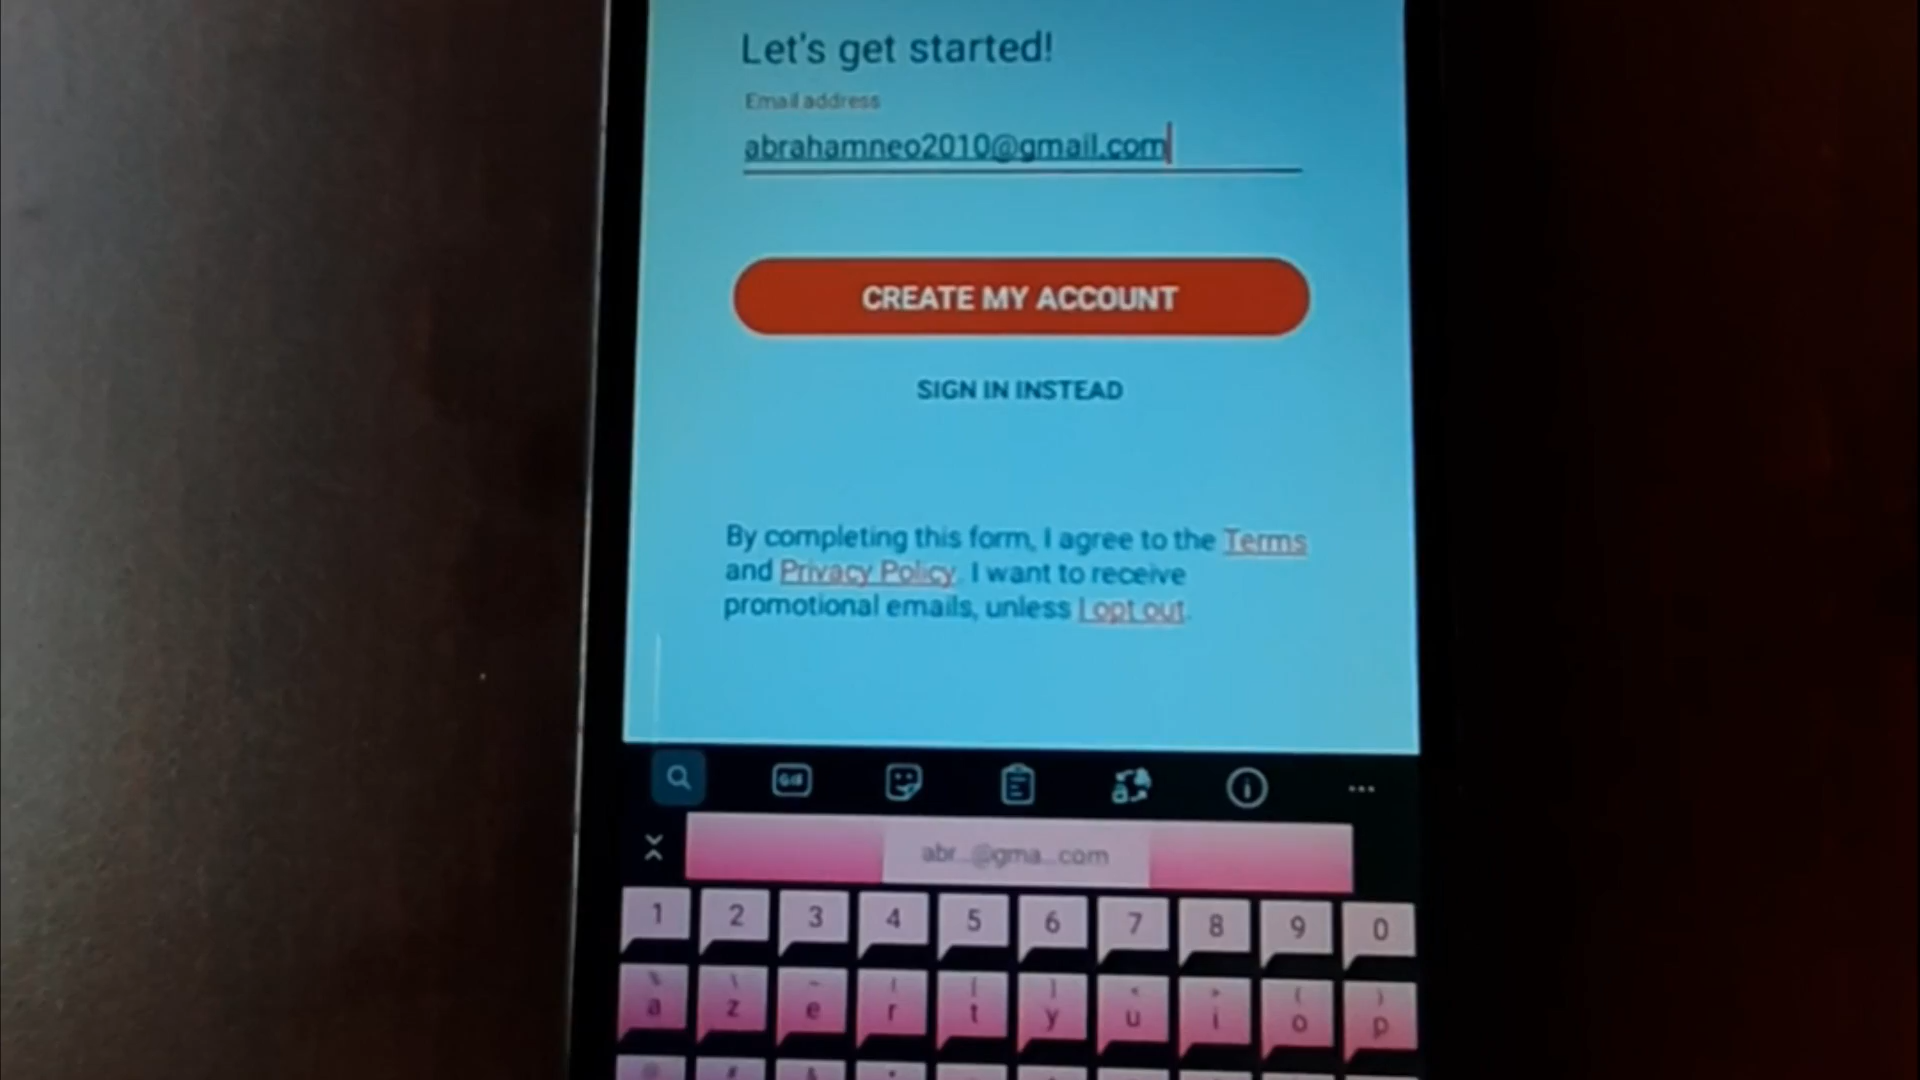 Let's get started!
Email address
abrahamneo2010@gmail.com
CREATE MY ACCOUNT
SIGN IN INSTEAD
By completing this form, I agree to the Terms
and Privacy Policy. I want to receive
promotional emails, unless I opt out.
GIF
abr...@gma...com
1 2 3 4 5 6 7 8 9 0
a z e r t y u i o p